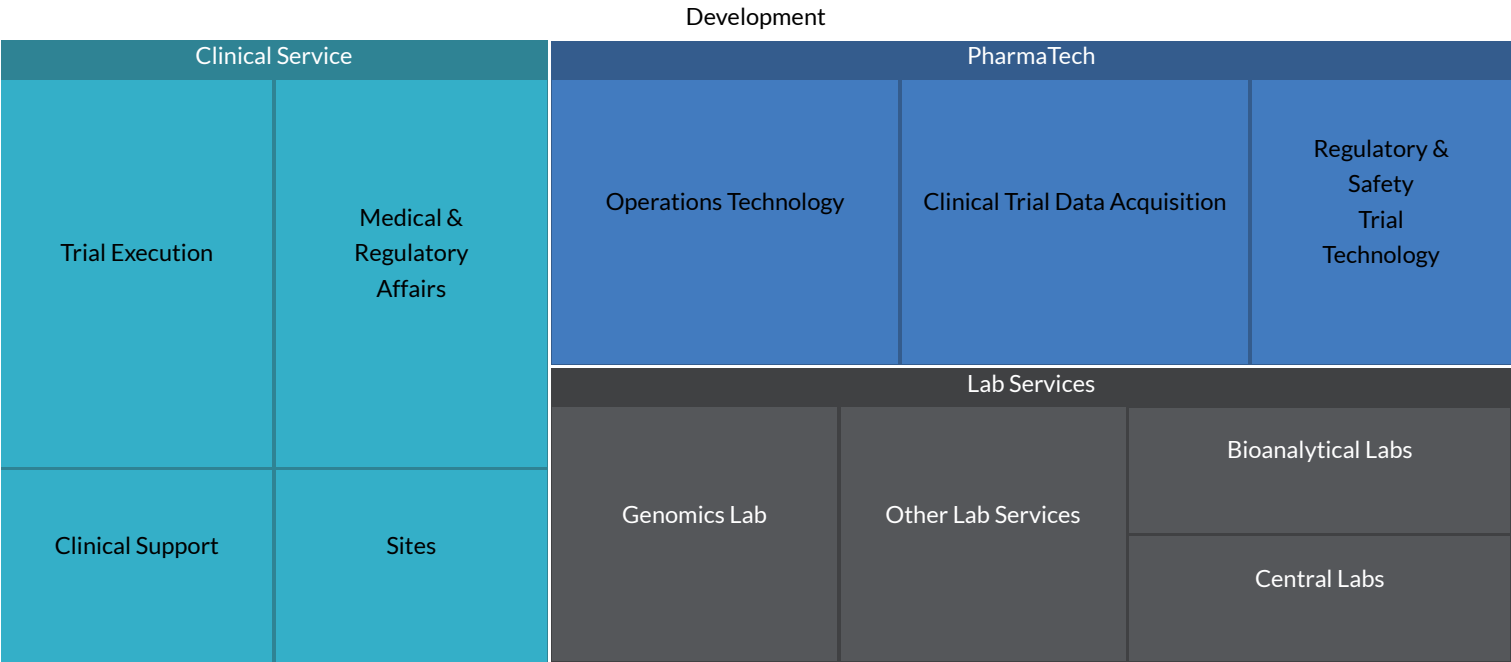 Development
Clinical Service
Trial Execution
Medical &
Regulatory
Affairs
Clinical Support
Sites
PharmaTech
Operations Technology
Clinical Trial Data Acquisition
Regulatory &
Safety
Trial
Technology
Lab Services
Genomics Lab
Other Lab Services
Bioanalytical Labs
Central Labs